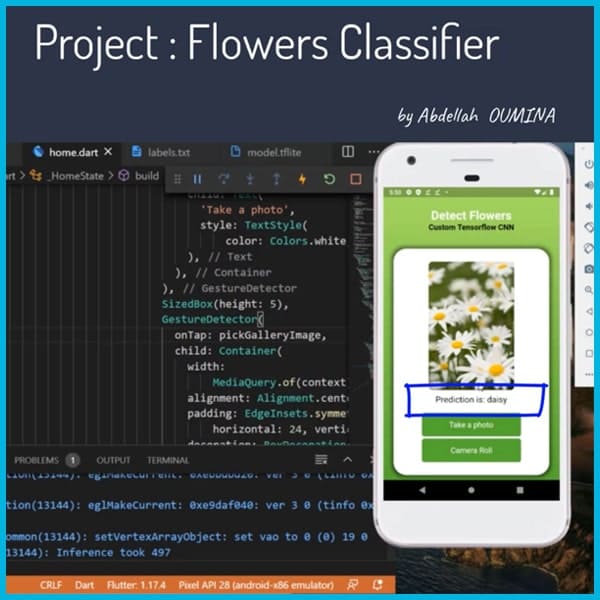 Project : Flowers Classifier
by Abdellah OUMINA
home.dart
labels.txt
model.tflite
_HomeState
build
'Take a photo',
style: TextStyle(
color: Colors.white
), // Text
), // Container
), // GestureDetector
SizedBox(height: 5),
GestureDetector(
onTap: pickGalleryImage,
child: Container(
width:
MediaQuery.of(context
alignment: Alignment.cente
padding: EdgeInsets.symme
horizontal: 24, verti
PROBLEMS 1 OUTPUT TERMINAL
tion(13144): eglMakeCurrent: 0xe9daf040: ver 3 0 (tinfo 0x
ommon(13144): setVertexArrayObject: set vao to 0 (0) 19 0
13144): Inference took 497
CRLF Dart Flutter: 1.17.4 Pixel API 28 (android-x86 emulator)
5:50
Detect Flowers
Custom Tensorflow CNN
Prediction is: daisy
Take a photo
Camera Roll